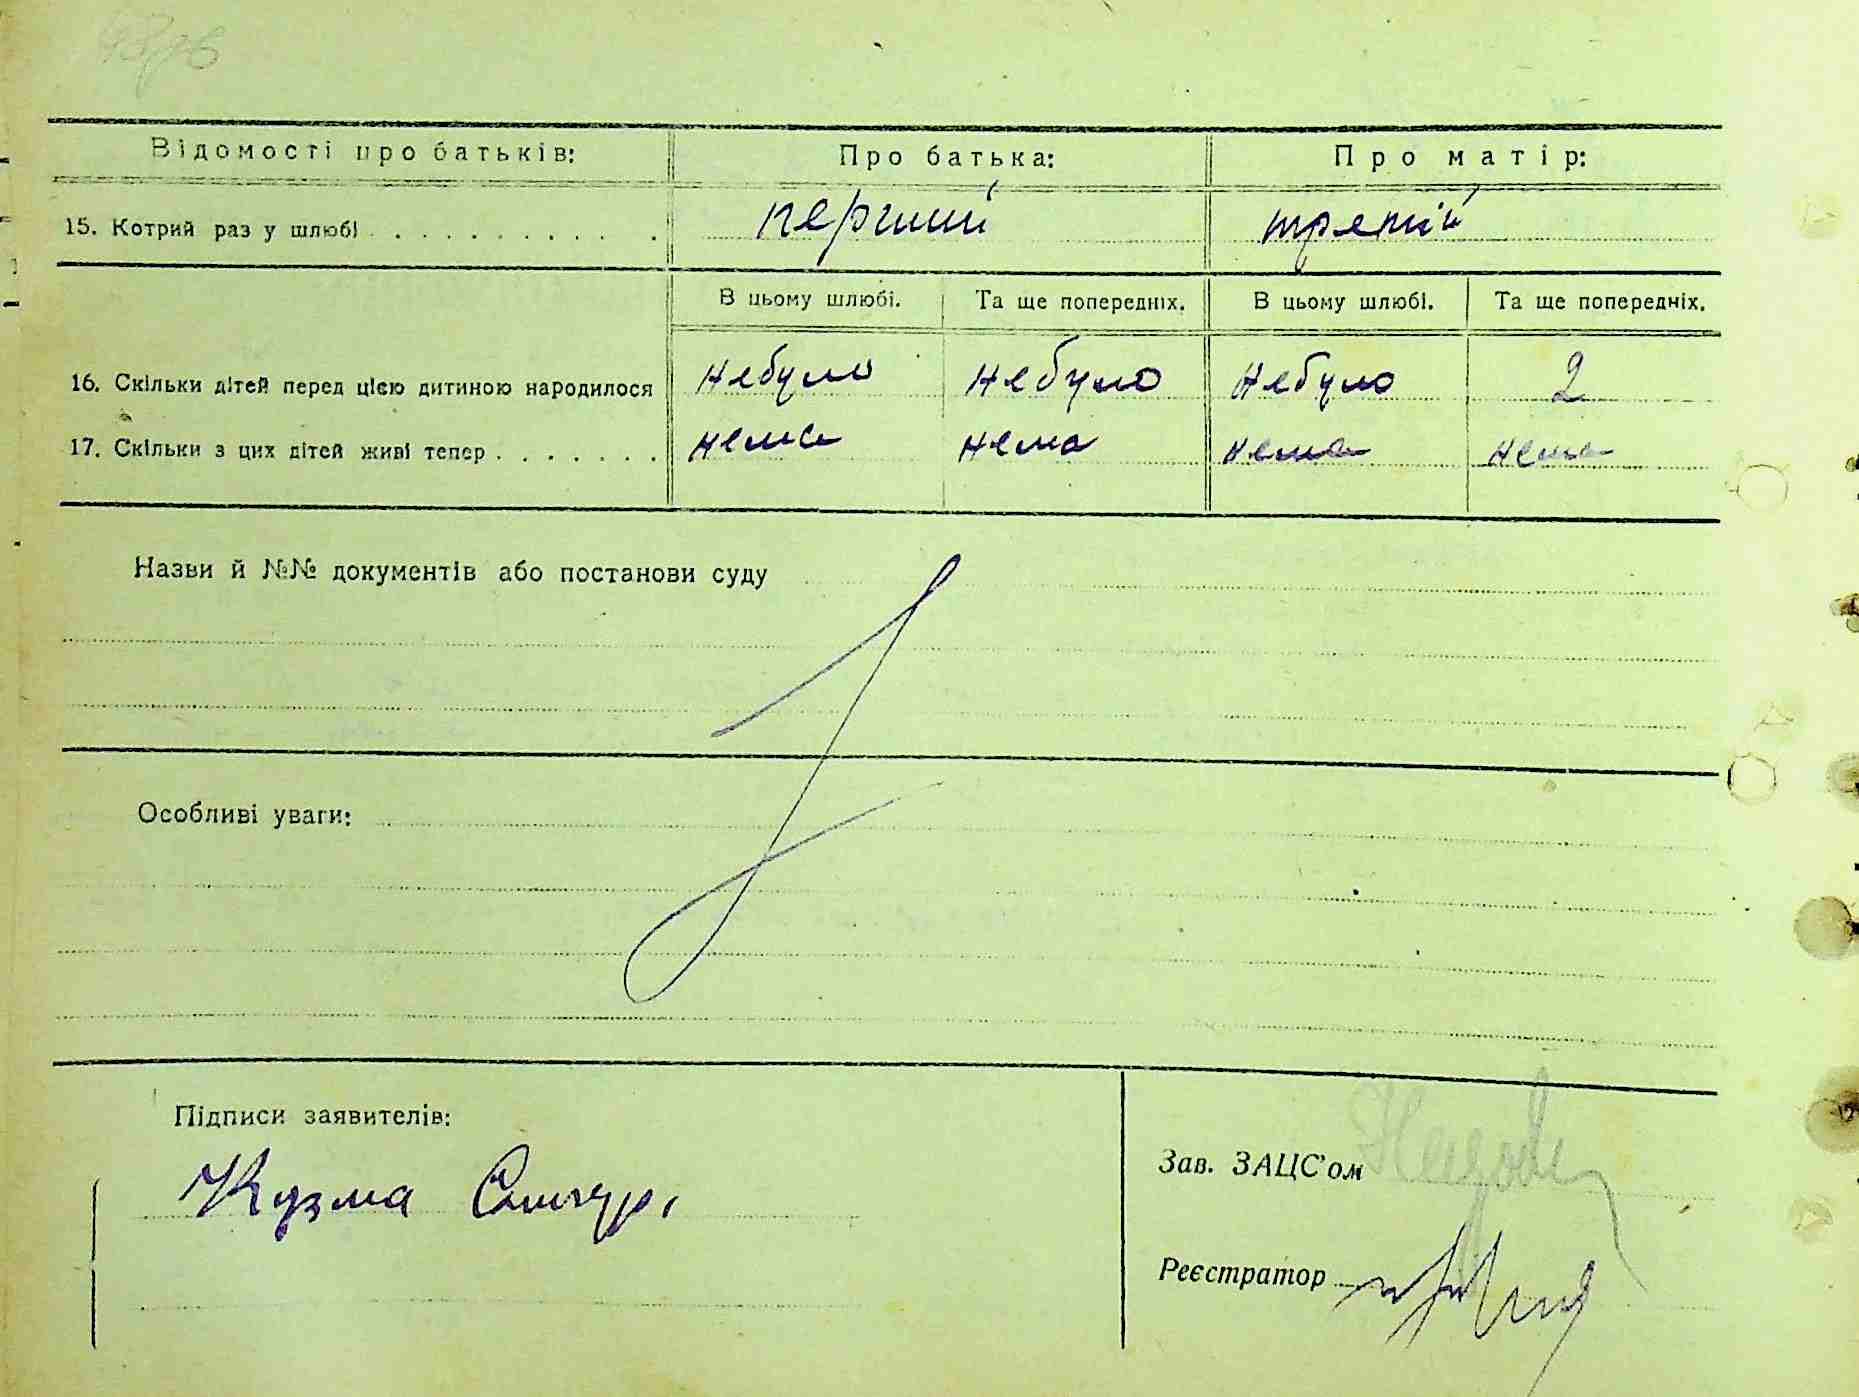 Відомості про батьків: Про батька: Про матір:
15. Котрий раз у шлюбі перший третій
В цьому шлюбі. Та ще попередніх. В цьому шлюбі. Та ще попередніх.
16. Скільки дітей перед цією дитиною народилося небуло небуло небуло 2
17. Скільки з цих дітей живі тепер нема нема нема нема
Назви й №№ документів або постанови суду
Особливі уваги:
Підписи заявителів:
Зав. ЗАЦС'ом
Кузма
Реєстратор